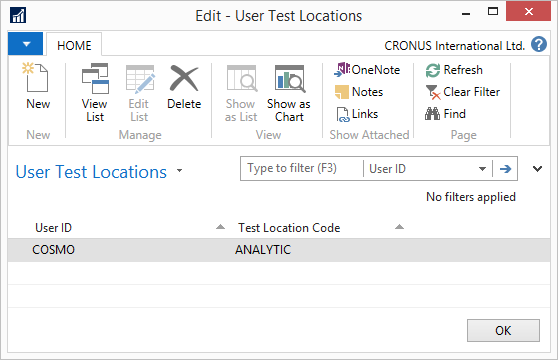 Edit - User Test Locations
HOME
CRONUS International Ltd.
New
View List
Edit List
Delete
Show as List
Show as Chart
OneNote
Notes
Links
Refresh
Clear Filter
Find
New
Manage
View
Show Attached
Page
User Test Locations
Type to filter (F3)
User ID
No filters applied
User ID
Test Location Code
COSMO
ANALYTIC
OK